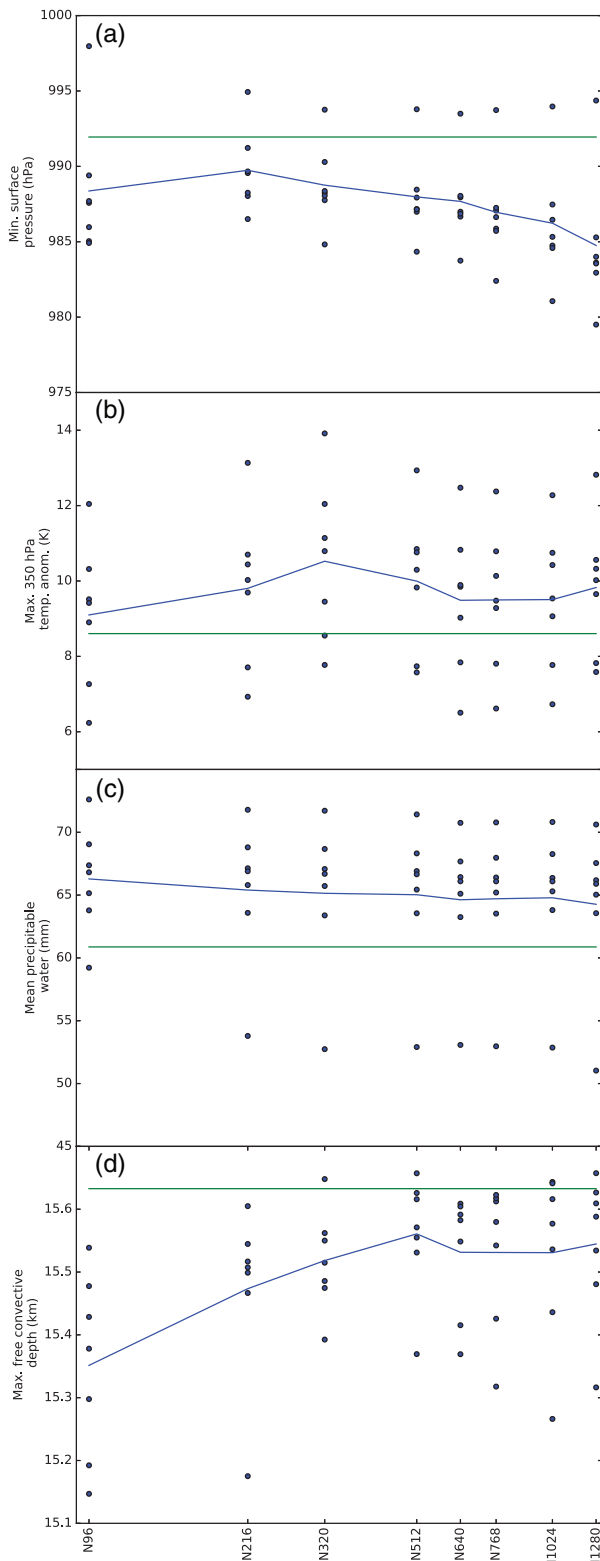 (a)
1000
995
990
985
980
975
Min. surface
pressure (hPa)
(b)
14
12
10
8
6
Max. 350 hPa
temp. anom. (K)
(c)
70
65
60
55
50
45
Mean precipitable
water (mm)
(d)
15.6
15.5
15.4
15.3
15.2
15.1
Max. free convective
depth (km)
N96
N216
N320
N512
N640
N768
1024
1280